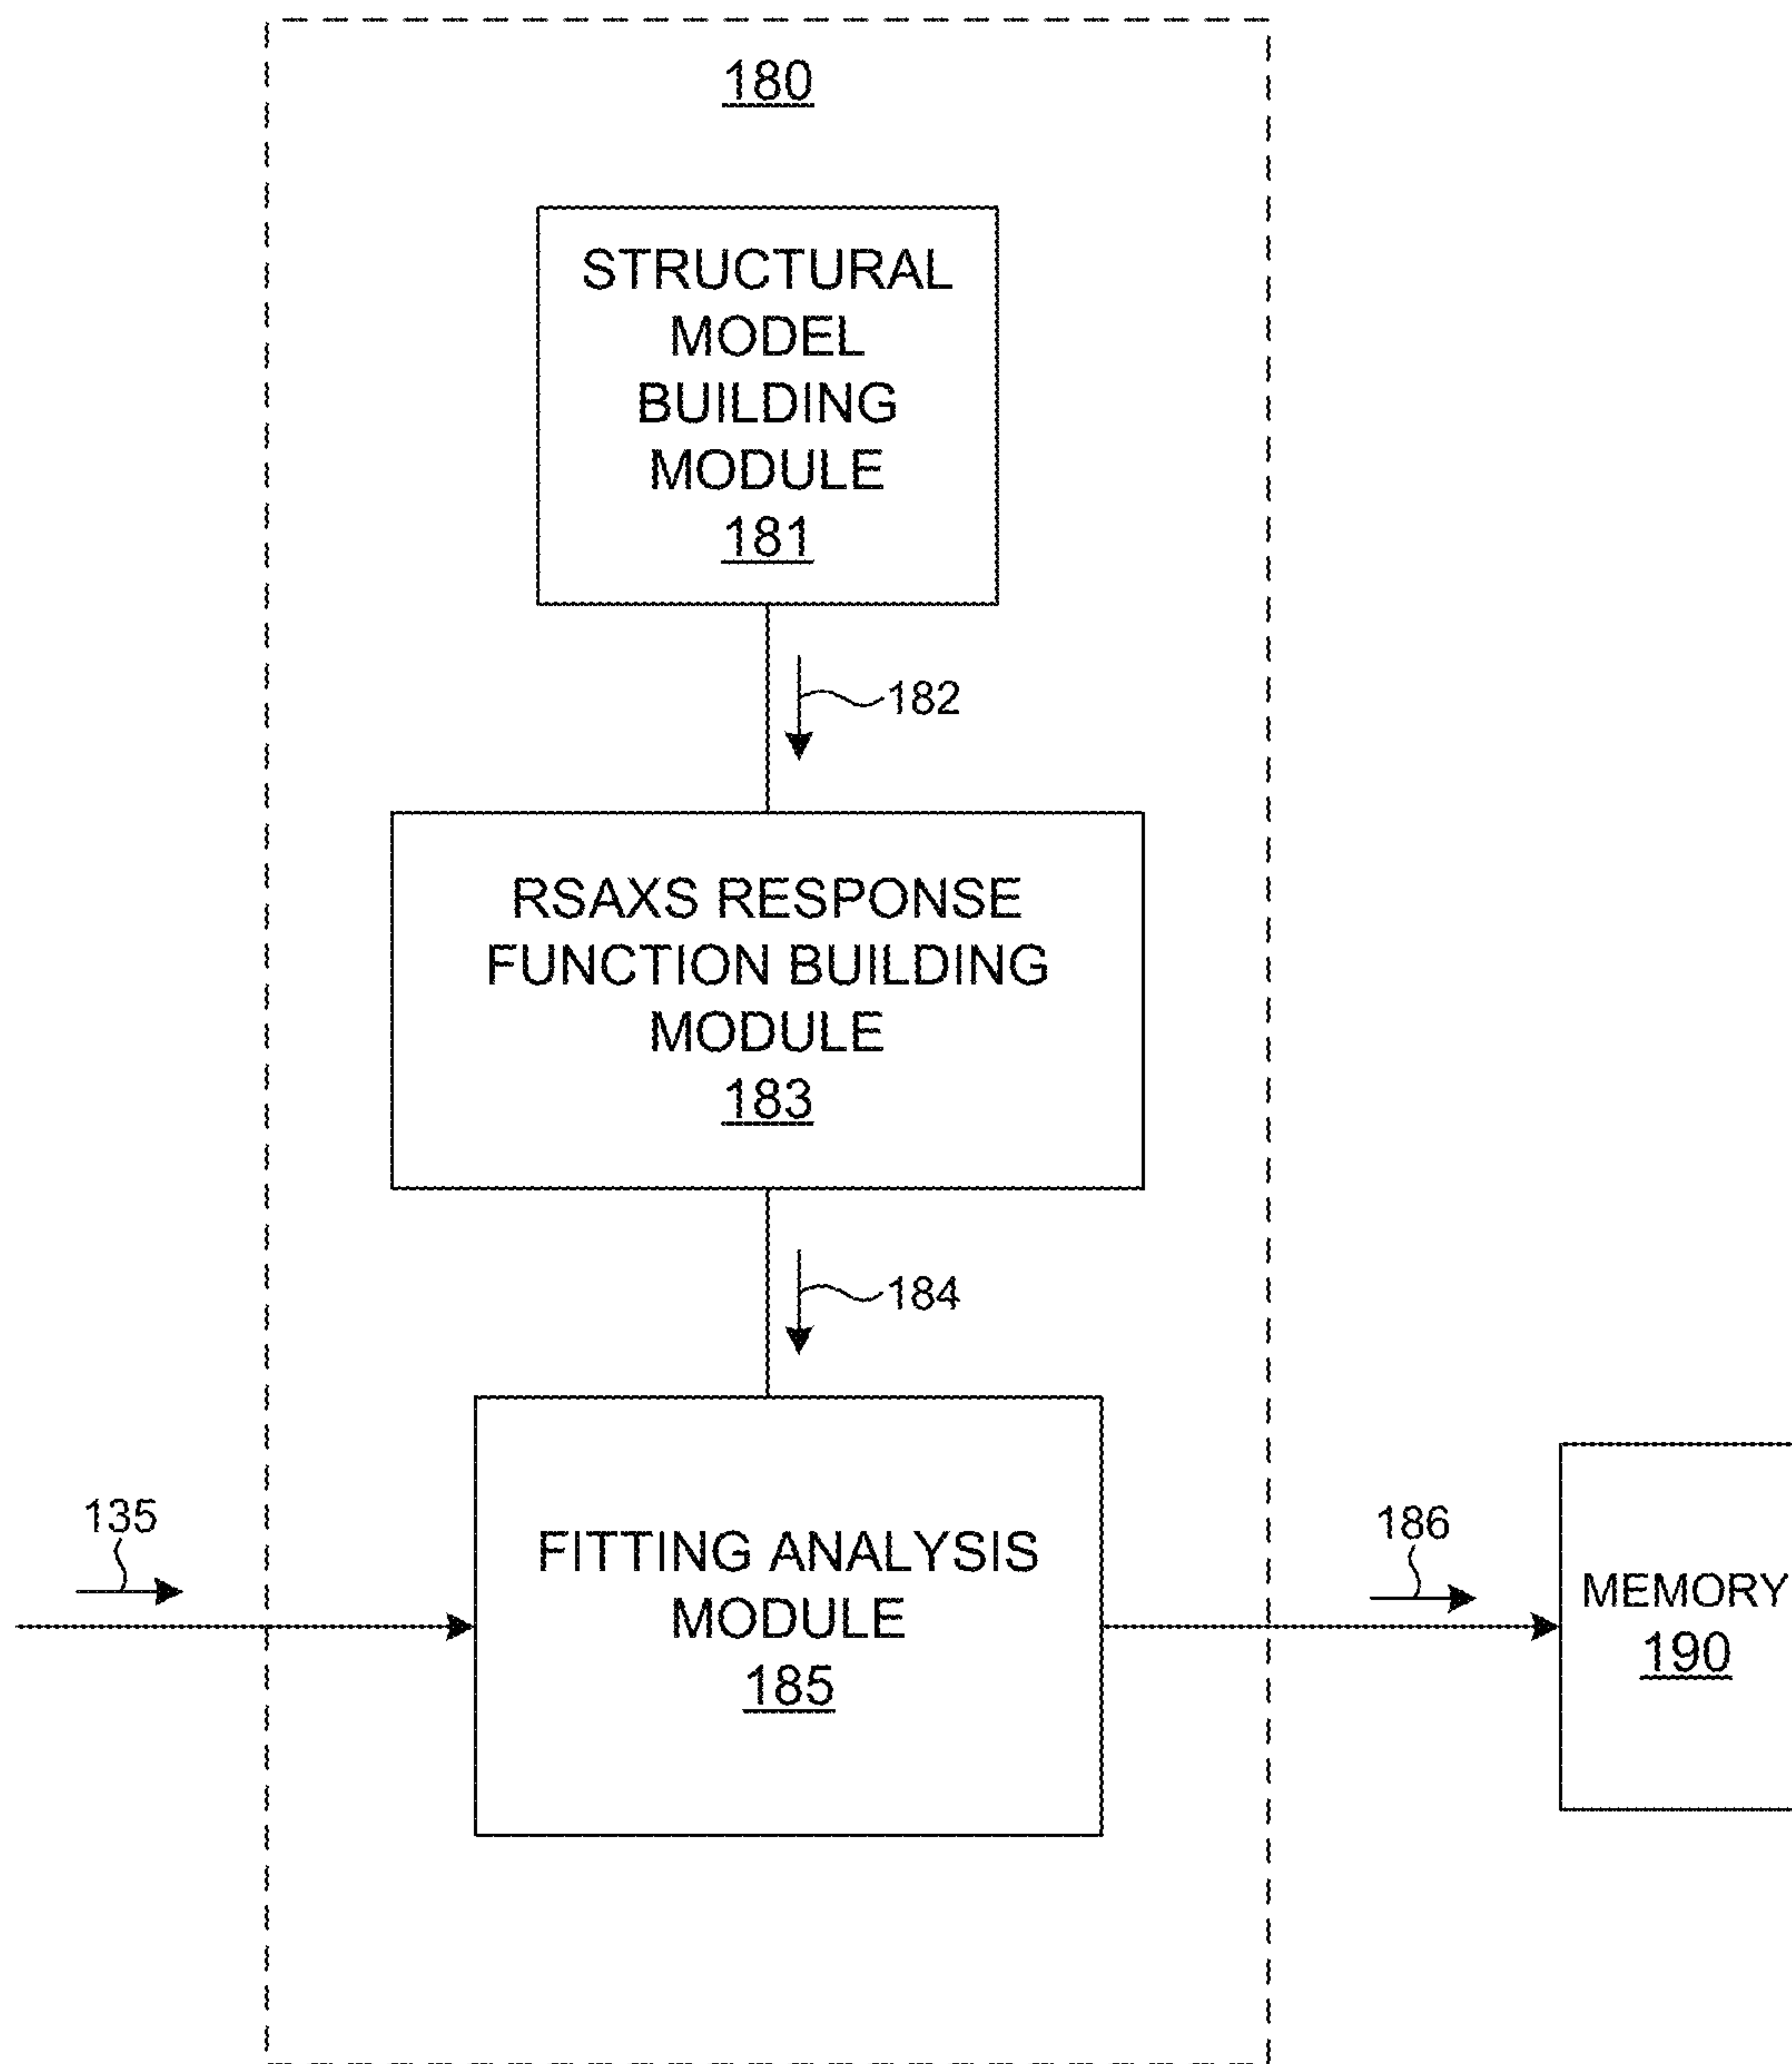 180
STRUCTURAL
MODEL
BUILDING
MODULE
181
182
RSAXS RESPONSE
FUNCTION BUILDING
MODULE
183
184
135
FITTING ANALYSIS
MODULE
185
186
MEMORY
190